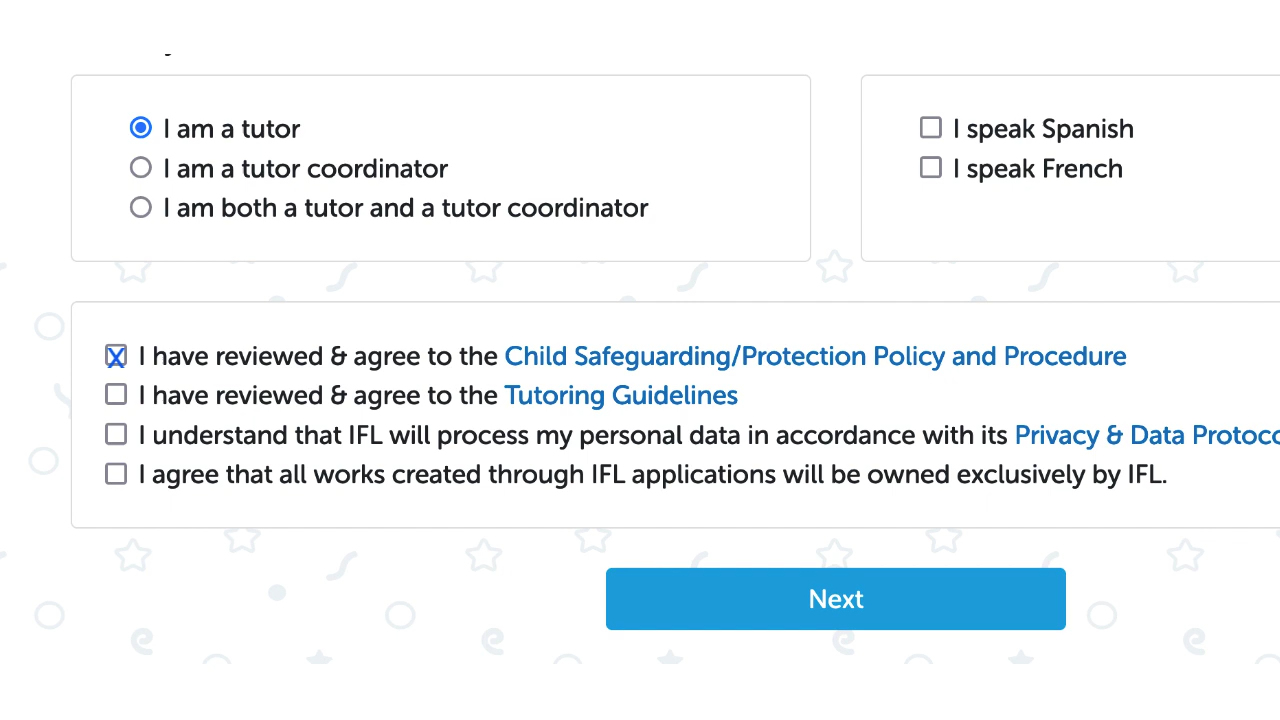 I am a tutor
I am a tutor coordinator
I am both a tutor and a tutor coordinator
I speak Spanish
I speak French
I have reviewed & agree to the Child Safeguarding/Protection Policy and Procedure
I have reviewed & agree to the Tutoring Guidelines
I understand that IFL will process my personal data in accordance with its Privacy & Data
I agree that all works created through IFL applications will be owned exclusively by IFL.
Next